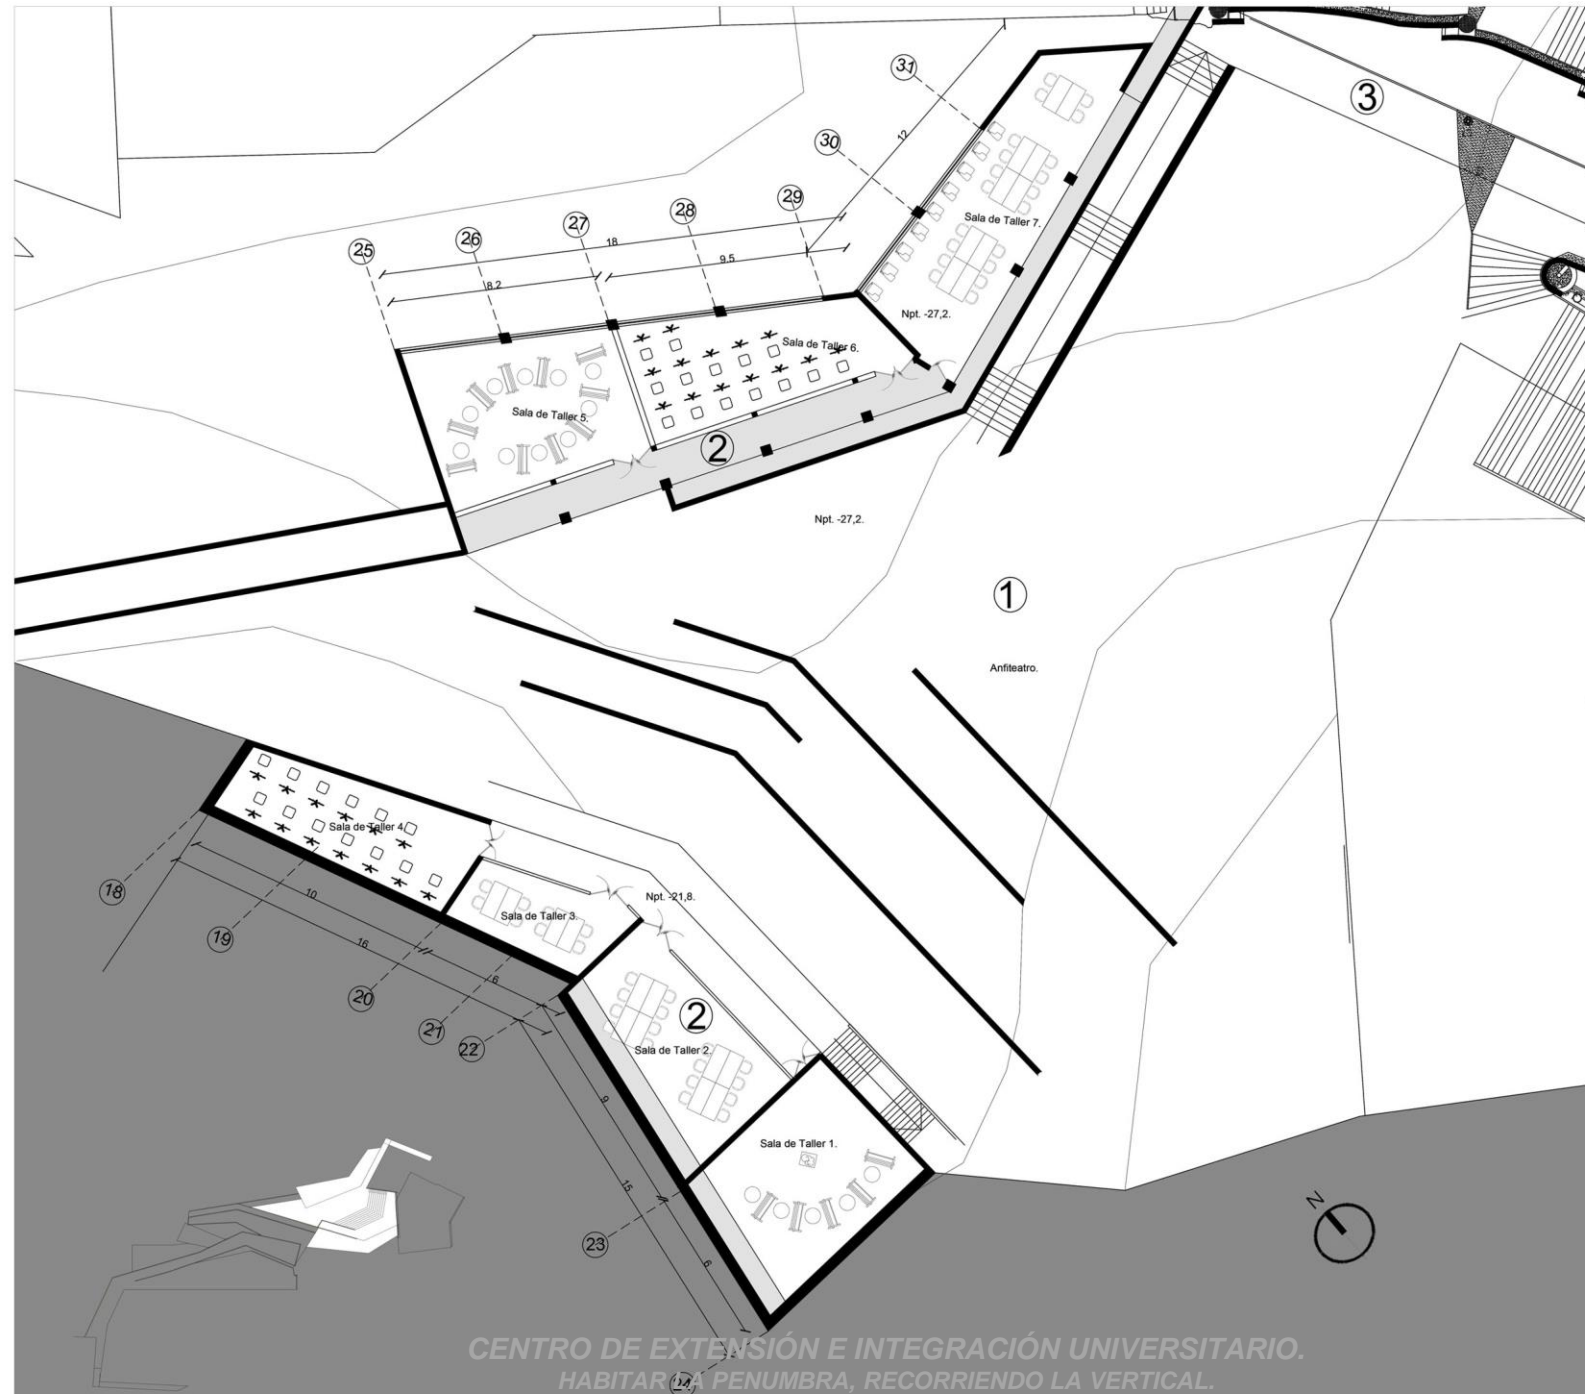 3
31
12
30
29
28
27
26
25
18
9.5
8.2
Sala de Taller 7.
Npt. -27,2.
Sala de Taller 6.
Sala de Taller 5.
2
Npt. -27,2.
1
Anfiteatro.
Sala de Taller 4.
18
10
Npt. -21,8.
Sala de Taller 3.
19
16
6
20
21
22
2
Sala de Taller 2.
9
Sala de Taller 1.
15
23
6
N
CENTRO DE EXTENSIÓN E INTEGRACIÓN UNIVERSITARIO.
24
HABITAR LA PENUMBRA, RECORRIENDO LA VERTICAL.